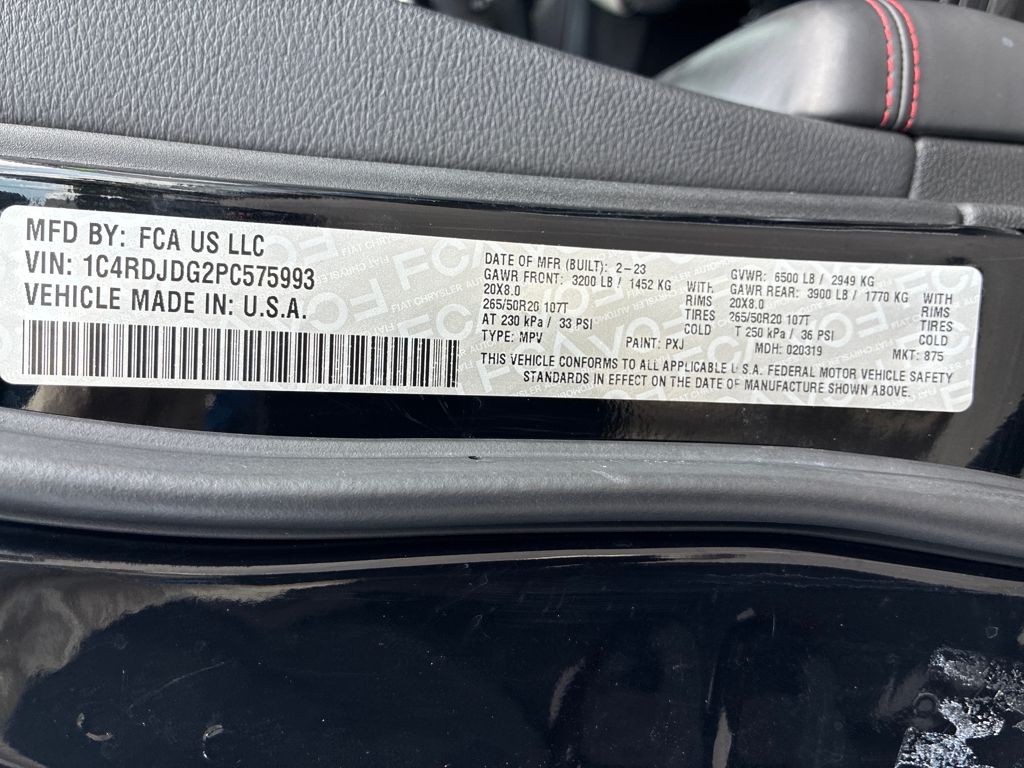 MFD BY: FCA US LLC
VIN: 1C4RDJDG2PC575993
VEHICLE MADE IN: U.S.A.
DATE OF MFR (BUILT): 2-23 GVWR: 6500 LB / 2949 KG
GAWR FRONT: 3200 LB / 1452 KG WITH GAWR REAR: 3900 LB / 1770 KG WITH
20X8.0 RIMS 20X8.0 RIMS
265/50R20 107T TIRES 265/50R20 107T TIRES
AT 230 kPa / 33 PSI COLD T 250 kPa / 36 PSI COLD
TYPE: MPV PAINT: PXJ MDH: 020319 MKT: 875
THIS VEHICLE CONFORMS TO ALL APPLICABLE U.S.A. FEDERAL MOTOR VEHICLE SAFETY
STANDARDS IN EFFECT ON THE DATE OF MANUFACTURE SHOWN ABOVE.